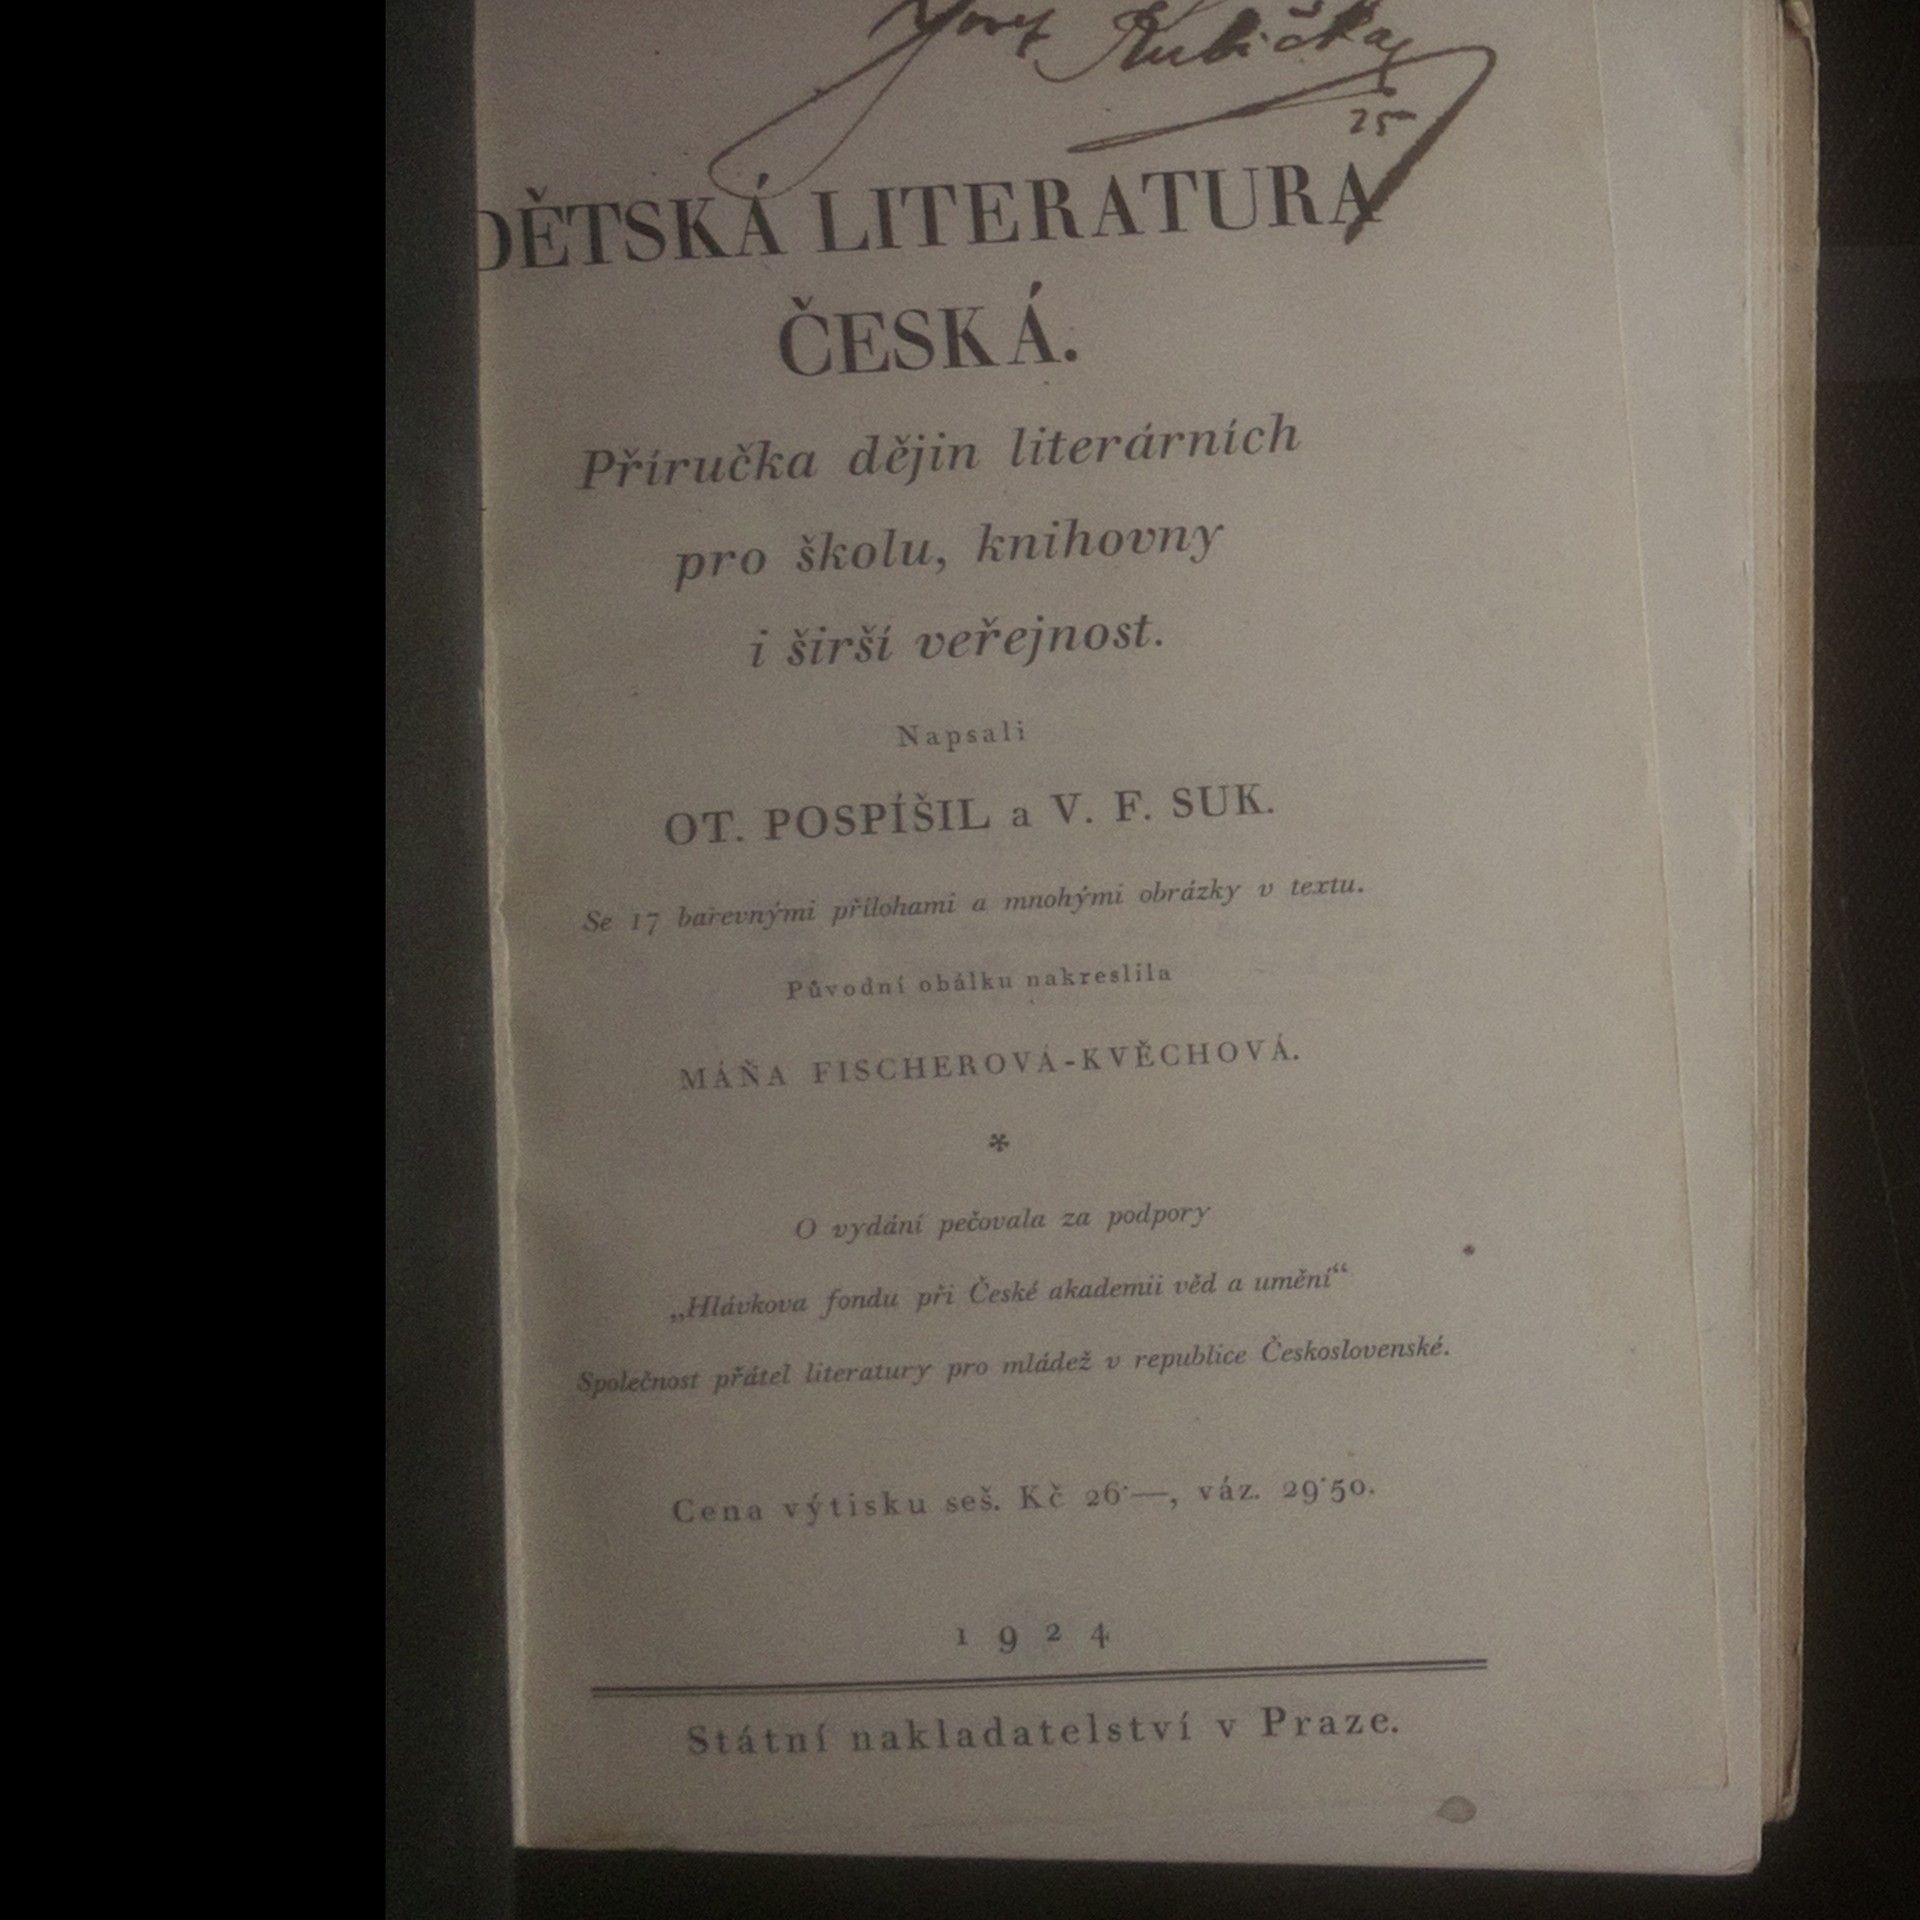 Josef Kubička
25
DĚTSKÁ LITERATURA
ČESKÁ.
Příručka dějin literárních
pro školu, knihovny
i širší veřejnost.
Napsali
OT. POSPÍŠIL a V. F. SUK.
Se 17 barevnými přílohami a mnohými obrázky v textu.
Původní obálku nakreslila
MÁŇA FISCHEROVÁ-KVĚCHOVÁ.
*
O vydání pečovala za podpory
„Hlávkova fondu při České akademii věd a umění“
Společnost přátel literatury pro mládež v republice Československé.
Cena výtisku seš. Kč 26·—, váz. 29·50.
1924
Státní nakladatelství v Praze.